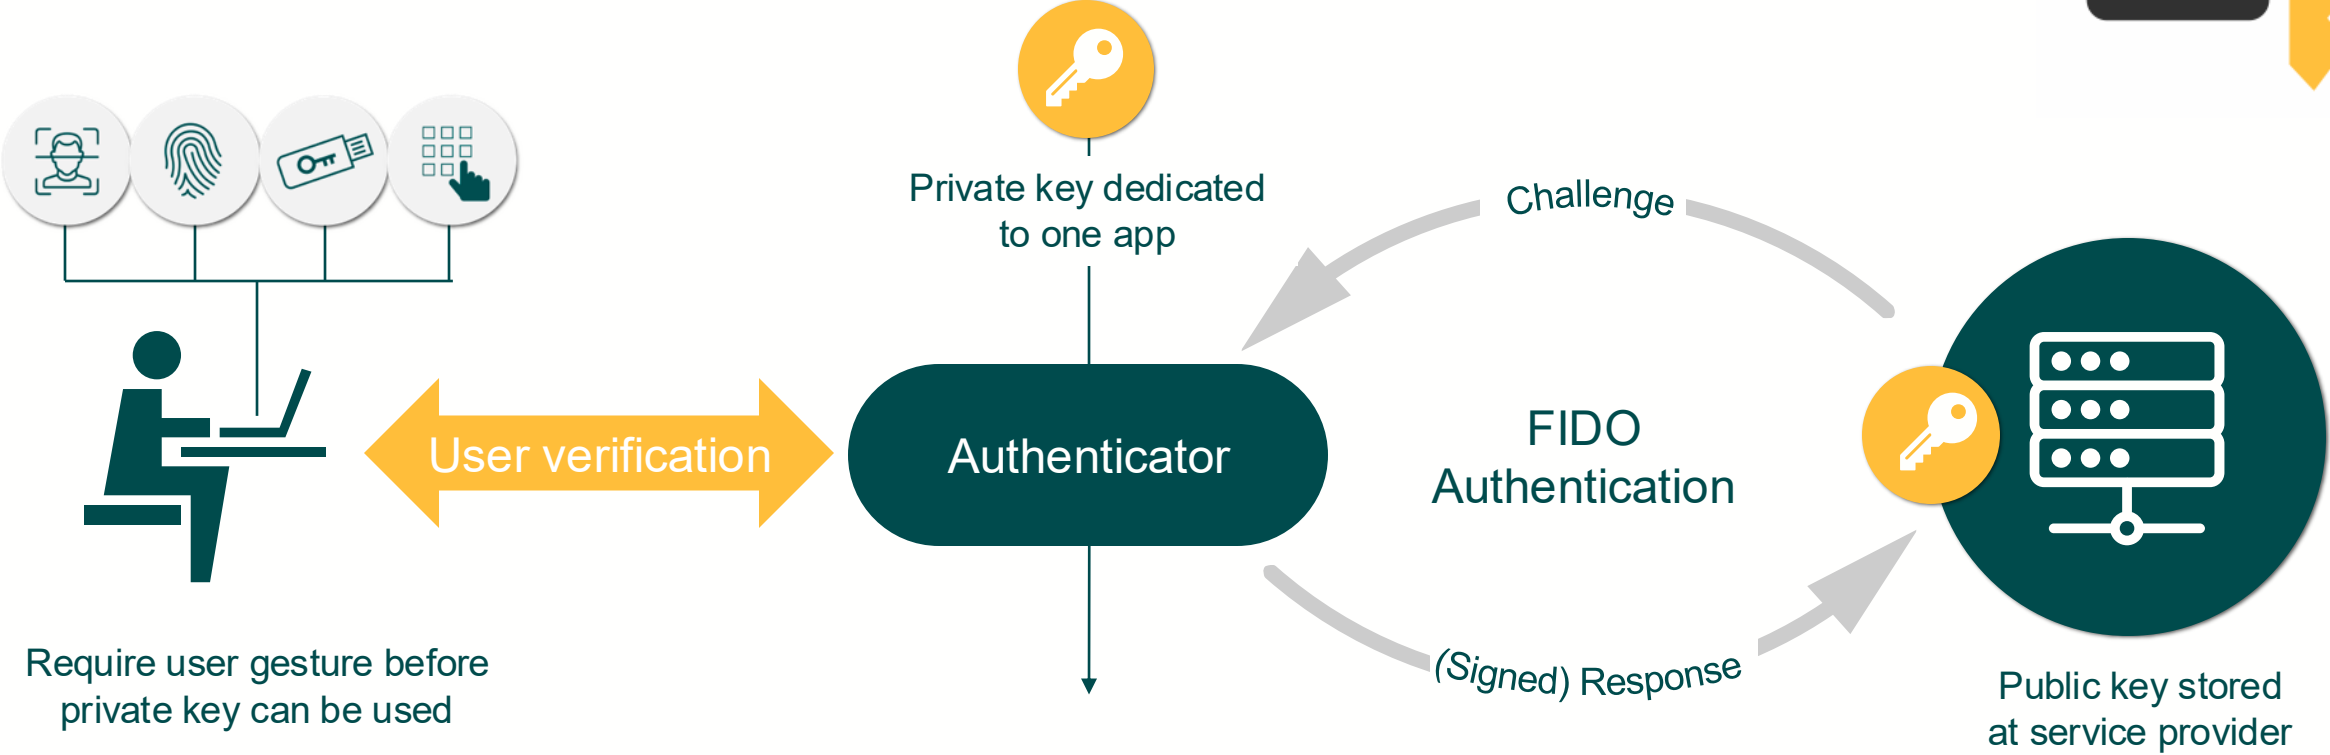 Private key dedicated
to one app
Challenge
User verification
Authenticator
FIDO
Authentication
(Signed) Response
Require user gesture before
private key can be used
Public key stored
at service provider